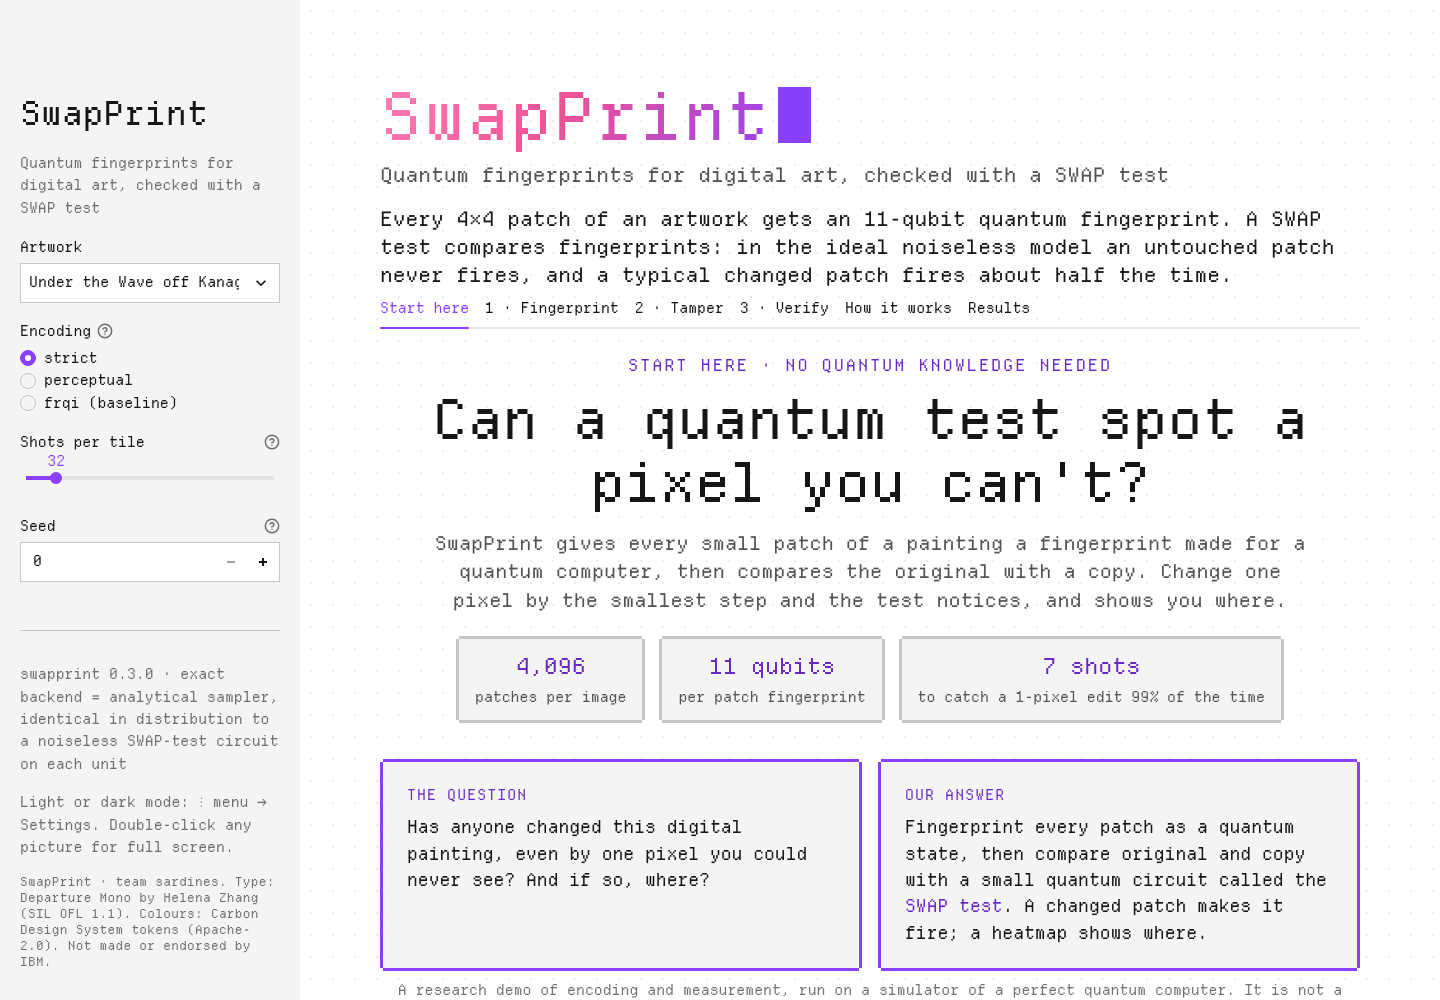 SwapPrint
Quantum fingerprints for
digital art, checked with a
SWAP test
Artwork
Under the Wave off Kanag
Encoding
strict
perceptual
frqi (baseline)
Shots per tile
32
Seed
0
swapprint 0.3.0 · exact
backend = analytical sampler,
identical in distribution to
a noiseless SWAP-test circuit
on each unit
Light or dark mode: ⋮ menu →
Settings. Double-click any
picture for full screen.
SwapPrint · team sardines. Type:
Departure Mono by Helena Zhang
(SIL OFL 1.1). Colours: Carbon
Design System tokens (Apache-
2.0). Not made or endorsed by
IBM.
SwapPrint
Quantum fingerprints for digital art, checked with a SWAP test
Every 4×4 patch of an artwork gets an 11-qubit quantum fingerprint. A SWAP
test compares fingerprints: in the ideal noiseless model an untouched patch
never fires, and a typical changed patch fires about half the time.
Start here 1 · Fingerprint 2 · Tamper 3 · Verify How it works Results
START HERE · NO QUANTUM KNOWLEDGE NEEDED
Can a quantum test spot a
pixel you can't?
SwapPrint gives every small patch of a painting a fingerprint made for a
quantum computer, then compares the original with a copy. Change one
pixel by the smallest step and the test notices, and shows you where.
4,096
patches per image
11 qubits
per patch fingerprint
7 shots
to catch a 1-pixel edit 99% of the time
THE QUESTION
Has anyone changed this digital
painting, even by one pixel you could
never see? And if so, where?
OUR ANSWER
Fingerprint every patch as a quantum
state, then compare original and copy
with a small quantum circuit called the
SWAP test. A changed patch makes it
fire; a heatmap shows where.
A research demo of encoding and measurement, run on a simulator of a perfect quantum computer. It is not a